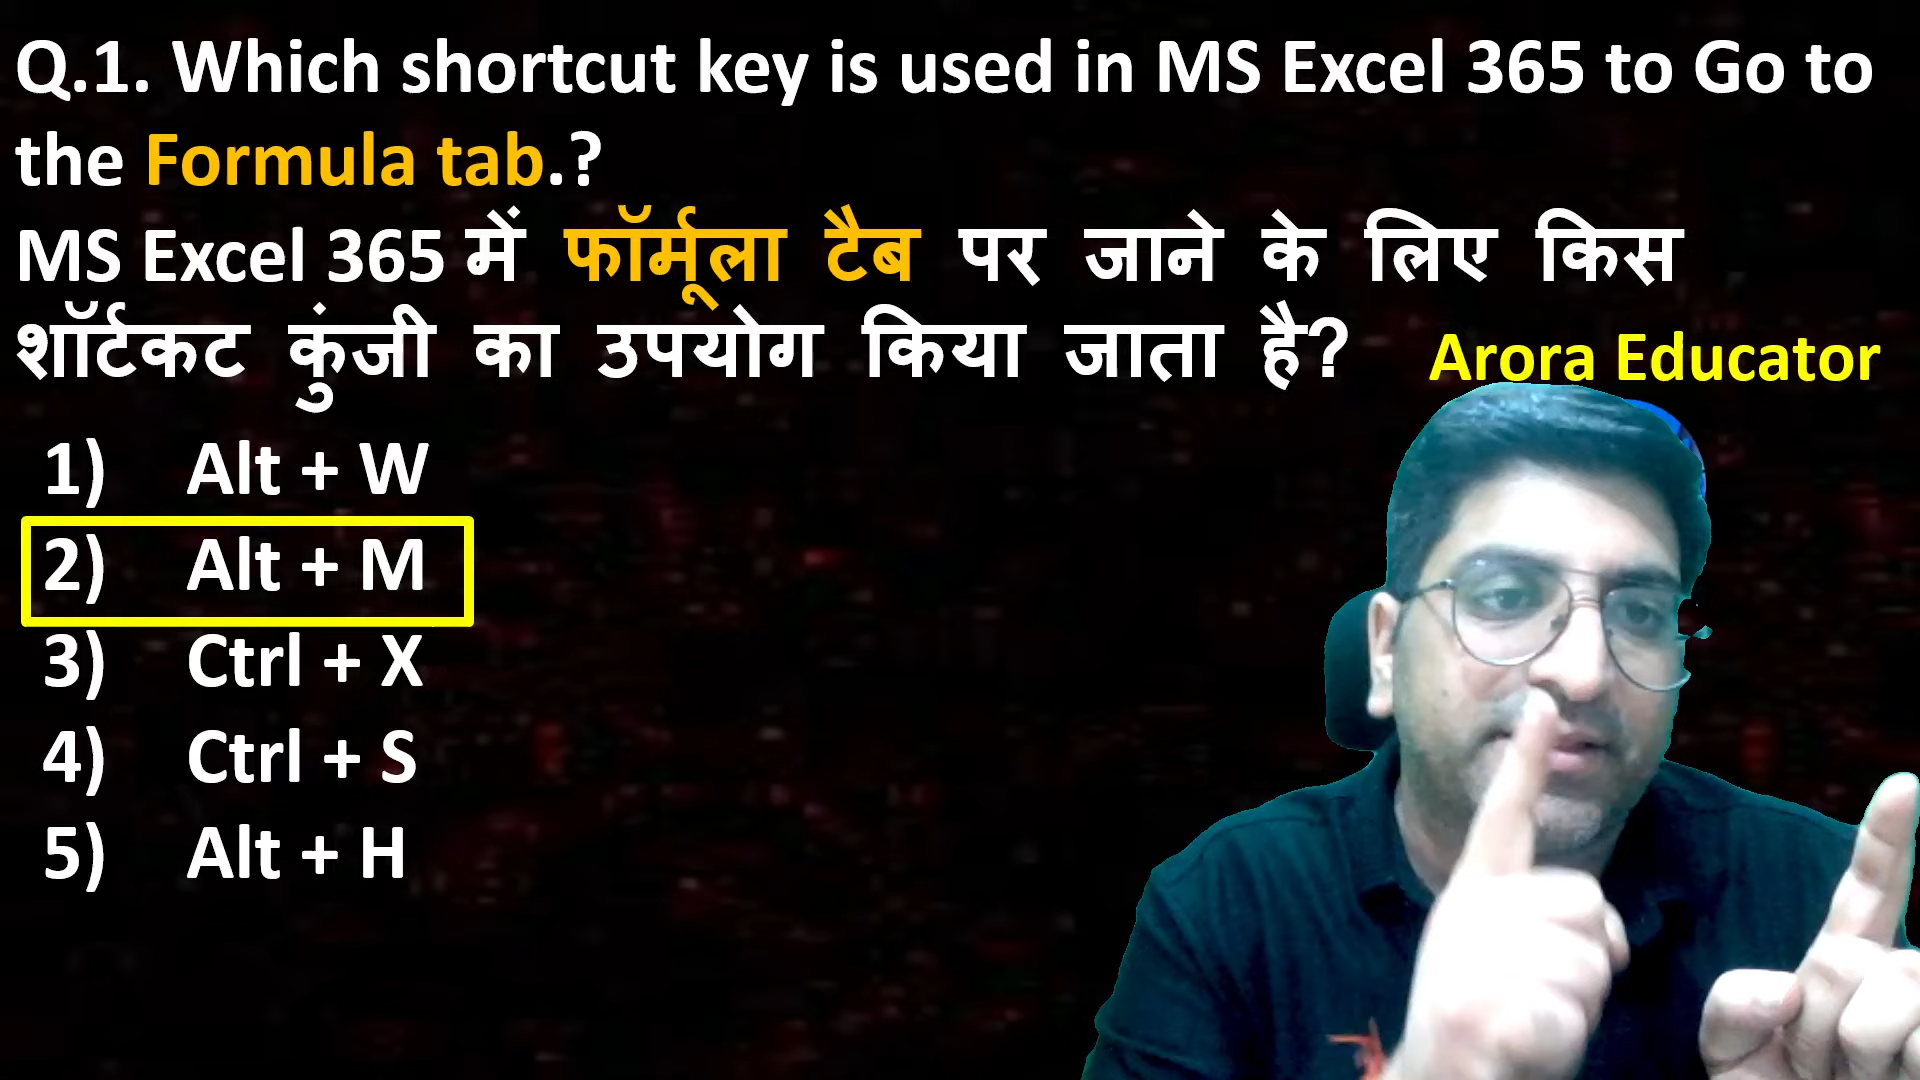 Q.1. Which shortcut key is used in MS Excel 365 to Go to
the Formula tab.?
MS Excel 365 में फॉर्मूला टैब पर जाने के लिए किस
शॉर्टकट कुंजी का उपयोग किया जाता है?
Arora Educator
1) Alt + W
2) Alt + M
3) Ctrl + X
4) Ctrl + S
5) Alt + H